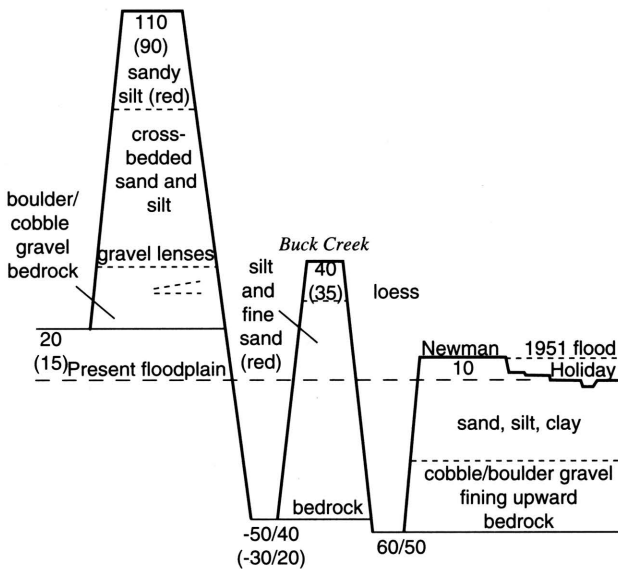 110
(90)
sandy
silt (red)
cross-
bedded
sand and
silt
boulder/
cobble
gravel
bedrock
gravel lenses
20
(15)
Present floodplain
Buck Creek
40
(35)
silt
and
fine
sand
(red)
loess
Newman
10
1951 flood
Holiday
sand, silt, clay
cobble/boulder gravel
fining upward
bedrock
bedrock
-50/40
(-30/20)
60/50